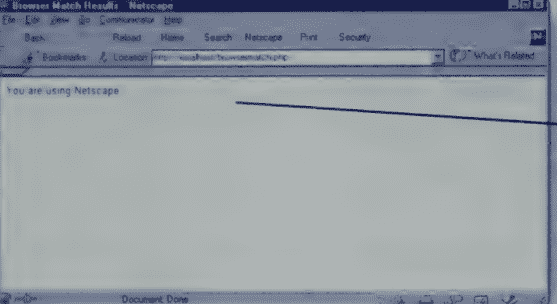 Browser Match Results - Netscape
File Edit View Go Communicator Help
Back Reload Home Search Netscape Print Security
Bookmarks Location: What's Related
You are using Netscape
Document: Done